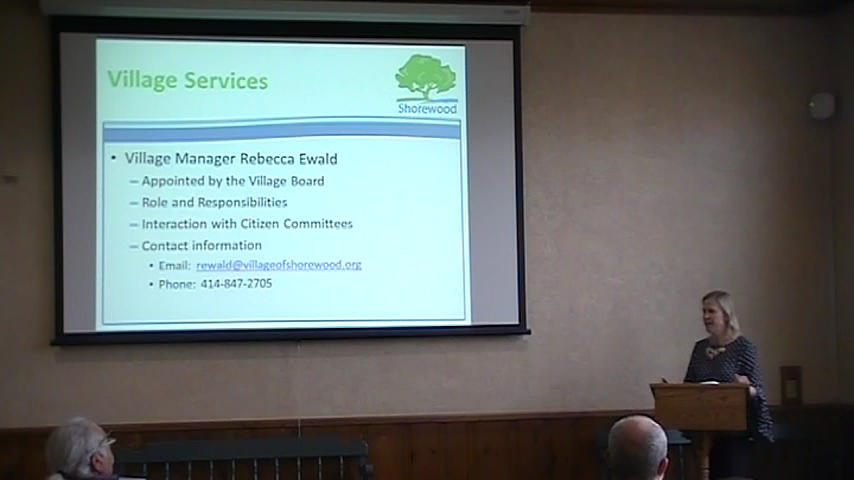 Village Services
Shorewood
• Village Manager Rebecca Ewald
– Appointed by the Village Board
– Role and Responsibilities
– Interaction with Citizen Committees
– Contact information
• Email: rewald@villageofshorewood.org
• Phone: 414-847-2705